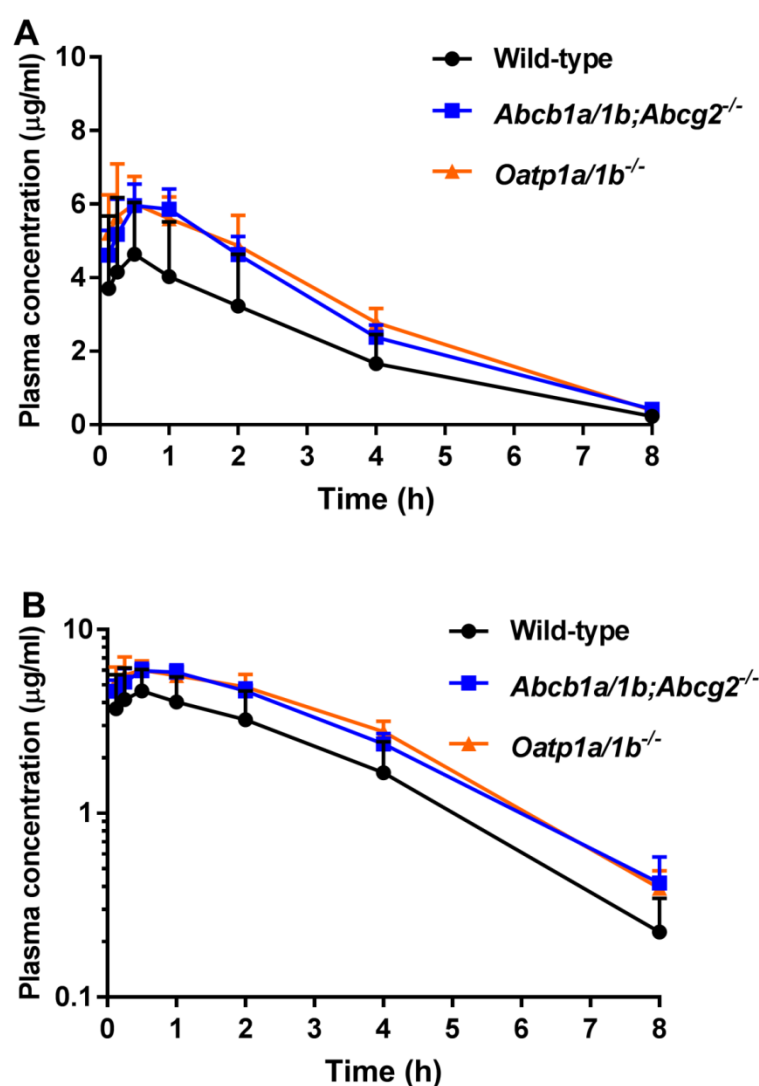 A
Plasma concentration (μg/ml)
10
8
6
4
2
0
0 1 2 3 4 5 6 7 8
Time (h)
Wild-type
Abcb1a/1b;Abcg2-/-
Oatp1a/1b-/-
B
Plasma concentration (μg/ml)
10
1
0.1
0 1 2 3 4 5 6 7 8
Time (h)
Wild-type
Abcb1a/1b;Abcg2-/-
Oatp1a/1b-/-